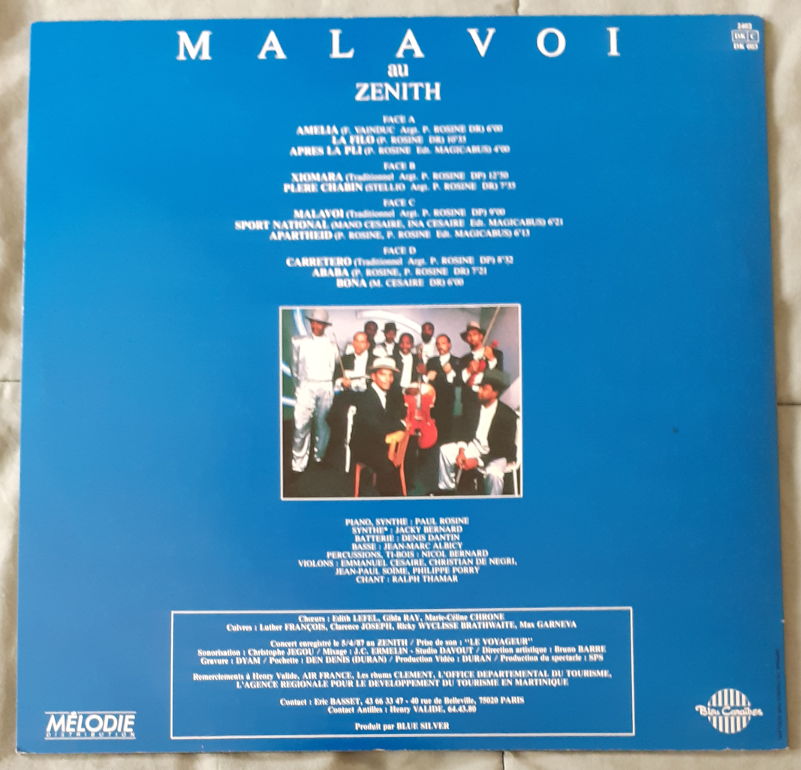 MALAVOI
au
ZENITH
2402
DK C
DK 003
FACE A
AMELIA (F. VAINDUC Argt. P. ROSINE DR) 6'00
LA FILO (P. ROSINE DR) 10'33
APRES LA PLI (P. ROSINE Edt. MAGICABUS) 4'00
FACE B
XIOMARA (Traditionnel Argt. P. ROSINE DP) 12'50
PLERE CHABIN (STELLIO Argt. P. ROSINE DR) 7'35
FACE C
MALAVOI (Traditionnel Argt. P. ROSINE DP) 9'00
SPORT NATIONAL (MANO CESAIRE, INA CESAIRE Edt. MAGICABUS) 6'21
APARTHEID (P. ROSINE, P. ROSINE Edt. MAGICABUS) 6'13
FACE D
CARRETERO (Traditionnel Argt. P. ROSINE DP) 8'32
ABABA (P. ROSINE, P. ROSINE DR) 7'21
BONA (M. CESAIRE DR) 6'00
PIANO, SYNTHE : PAUL ROSINE
SYNTHE* : JACKY BERNARD
BATTERIE : DENIS DANTIN
BASSE : JEAN-MARC ALBICY
PERCUSSIONS, TI-BOIS : NICOL BERNARD
VIOLONS : EMMANUEL CESAIRE, CHRISTIAN DE NEGRI,
JEAN-PAUL SOÏME, PHILIPPE PORRY
CHANT : RALPH THAMAR
Chœurs : Edith LEFEL, Gibla RAY, Marie-Céline CHRONE
Cuivres : Luther FRANÇOIS, Clarence JOSEPH, Ricky WYCLISSE BRATHWAITE, Max GARNEVA
Concert enregistré le 5/4/87 au ZENITH / Prise de son : "LE VOYAGEUR"
Sonorisation : Christophe JEGOU / Mixage : J.C. ERMELIN - Studio DAVOUT / Direction artistique : Bruno BARRE
Gravure : DYAM / Pochette : DEN DENIS (DURAN) / Production Vidéo : DURAN / Production du spectacle : SPS
Remerciements à Henry Valide, AIR FRANCE, Les rhums CLEMENT, L'OFFICE DEPARTEMENTAL DU TOURISME,
L'AGENCE REGIONALE POUR LE DEVELOPPEMENT DU TOURISME EN MARTINIQUE
Contact : Eric BASSET, 43 66 33 47 - 40 rue de Belleville, 75020 PARIS
Contact Antilles : Henry VALIDE, 64.43.80
Produit par BLUE SILVER
MÉLODIE
DISTRIBUTION
Bleu Caraïbes